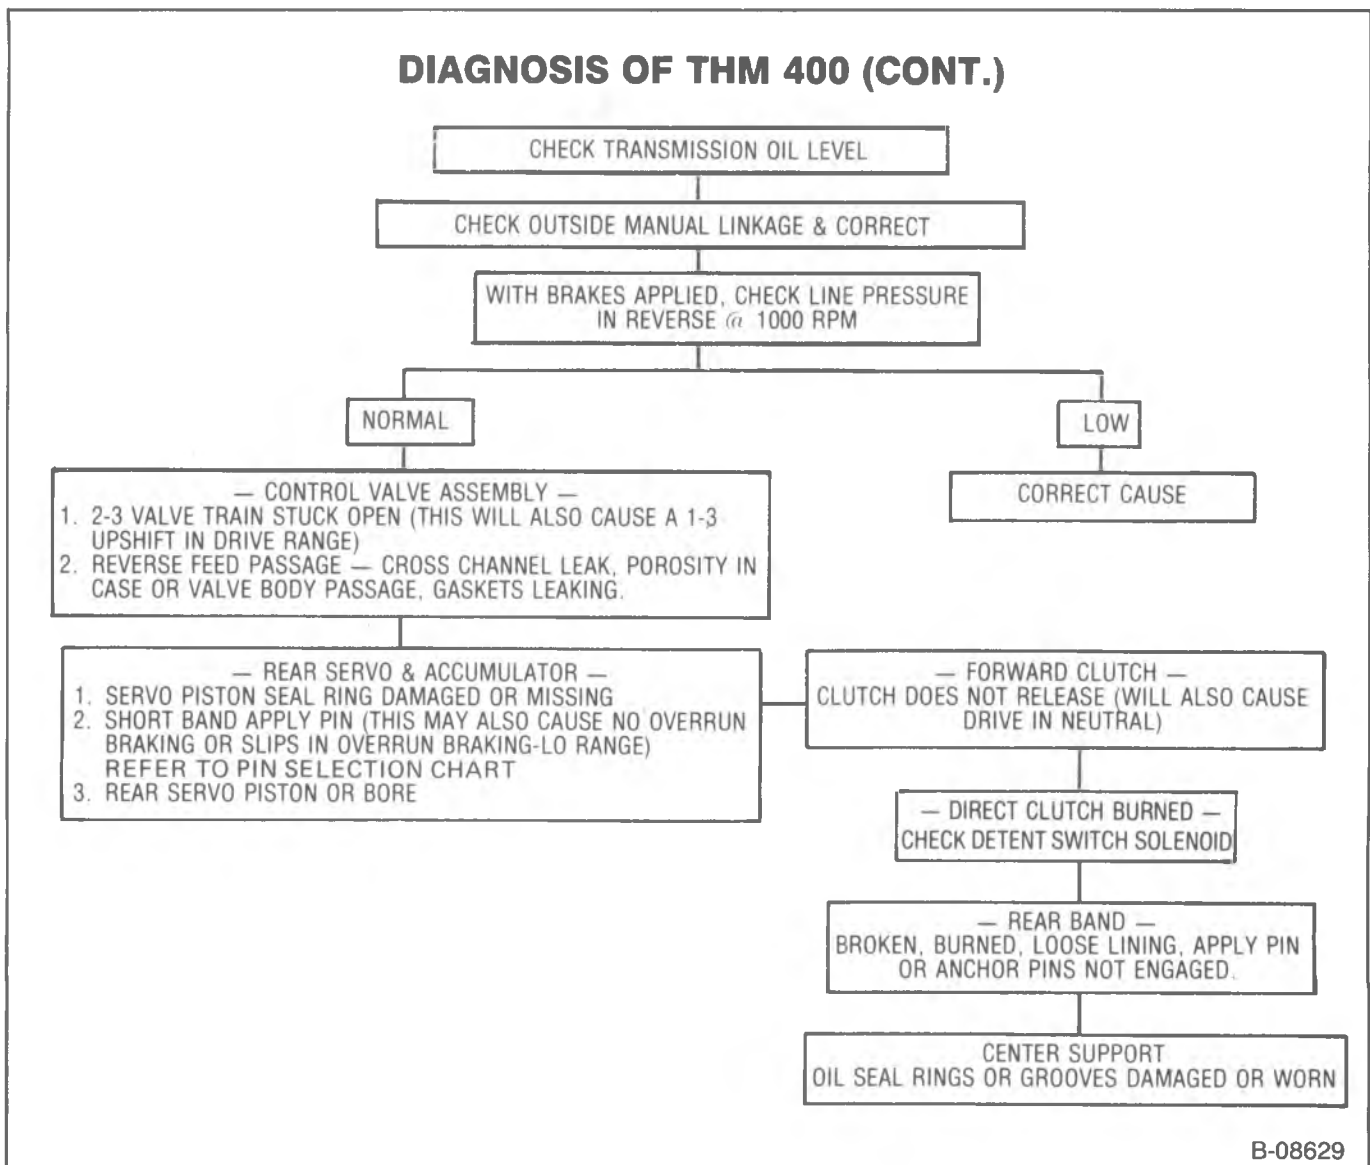 DIAGNOSIS OF THM 400 (CONT.)
CHECK TRANSMISSION OIL LEVEL
CHECK OUTSIDE MANUAL LINKAGE & CORRECT
WITH BRAKES APPLIED, CHECK LINE PRESSURE
IN REVERSE @ 1000 RPM
NORMAL
LOW
— CONTROL VALVE ASSEMBLY —
1. 2-3 VALVE TRAIN STUCK OPEN (THIS WILL ALSO CAUSE A 1-3
UPSHIFT IN DRIVE RANGE)
2. REVERSE FEED PASSAGE — CROSS CHANNEL LEAK, POROSITY IN
CASE OR VALVE BODY PASSAGE, GASKETS LEAKING.
CORRECT CAUSE
— REAR SERVO & ACCUMULATOR —
1. SERVO PISTON SEAL RING DAMAGED OR MISSING
2. SHORT BAND APPLY PIN (THIS MAY ALSO CAUSE NO OVERRUN
BRAKING OR SLIPS IN OVERRUN BRAKING-LO RANGE)
REFER TO PIN SELECTION CHART
3. REAR SERVO PISTON OR BORE
— FORWARD CLUTCH —
CLUTCH DOES NOT RELEASE (WILL ALSO CAUSE
DRIVE IN NEUTRAL)
— DIRECT CLUTCH BURNED —
CHECK DETENT SWITCH SOLENOID
— REAR BAND —
BROKEN, BURNED, LOOSE LINING, APPLY PIN
OR ANCHOR PINS NOT ENGAGED.
CENTER SUPPORT
OIL SEAL RINGS OR GROOVES DAMAGED OR WORN
B-08629